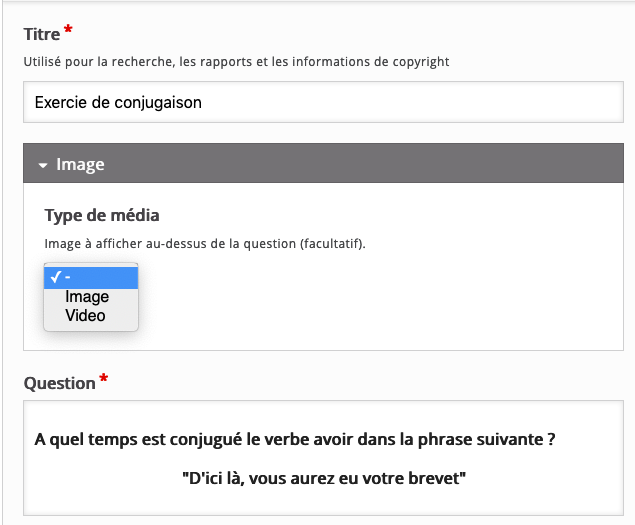 Titre *
Utilisé pour la recherche, les rapports et les informations de copyright
Exercie de conjugaison
Image
Type de média
Image à afficher au-dessus de la question (facultatif).
✓ -
Image
Video
Question *
A quel temps est conjugué le verbe avoir dans la phrase suivante ?
"D'ici là, vous aurez eu votre brevet"